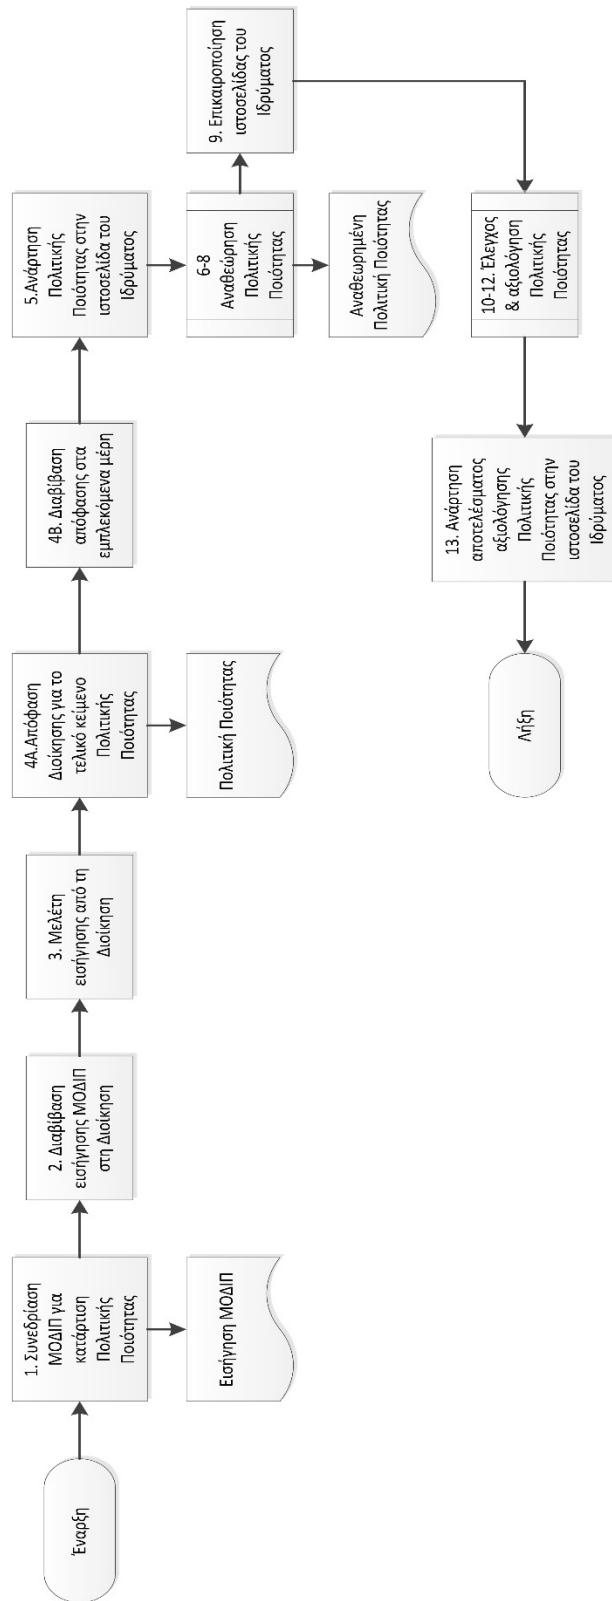 Έναρξη
1. Συνεδρίαση
ΜΟΔΙΠ για
κατάρτιση
Πολιτικής
Ποιότητας
Εισήγηση ΜΟΔΙΠ
2. Διαβίβαση
εισήγησης ΜΟΔΙΠ
στη Διοίκηση
3. Μελέτη
εισήγησης από τη
Διοίκηση
4Α.Απόφαση
Διοίκησης για το
τελικό κείμενο
Πολιτικής
Ποιότητας
Πολιτική Ποιότητας
4Β. Διαβίβαση
απόφασης στα
εμπλεκόμενα μέρη
5.Ανάρτηση
Πολιτικής
Ποιότητας στην
ιστοσελίδα του
Ιδρύματος
6-8
Αναθεώρηση
Πολιτικής
Ποιότητας
Αναθεωρημένη
Πολιτική Ποιότητας
9. Επικαιροποίηση
ιστοσελίδας του
Ιδρύματος
10-12. Έλεγχος
& αξιολόγηση
Πολιτικής
Ποιότητας
13. Ανάρτηση
αποτελέσματος
αξιολόγησης
Πολιτικής
Ποιότητας στην
ιστοσελίδα του
Ιδρύματος
Λήξη